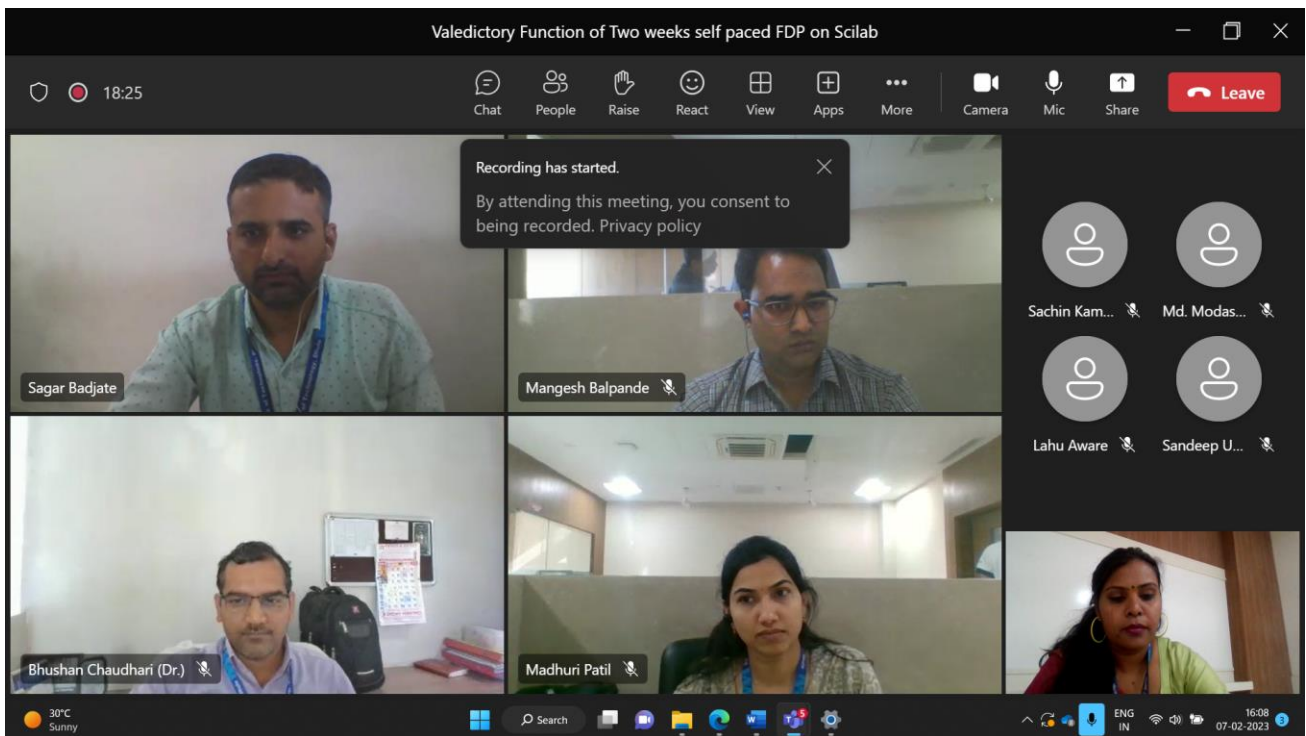 Valedictory Function of Two weeks self paced FDP on Scilab
18:25
Chat
People
Raise
React
View
Apps
More
Camera
Mic
Share
Leave
Recording has started.
By attending this meeting, you consent to
being recorded. Privacy policy
Sagar Badjate
Mangesh Balpande
Sachin Kam...
Md. Modas...
Lahu Aware
Sandeep U...
Bhushan Chaudhari (Dr.)
Madhuri Patil
30°C
Sunny
Search
5
ENG
IN
16:08
07-02-2023
3